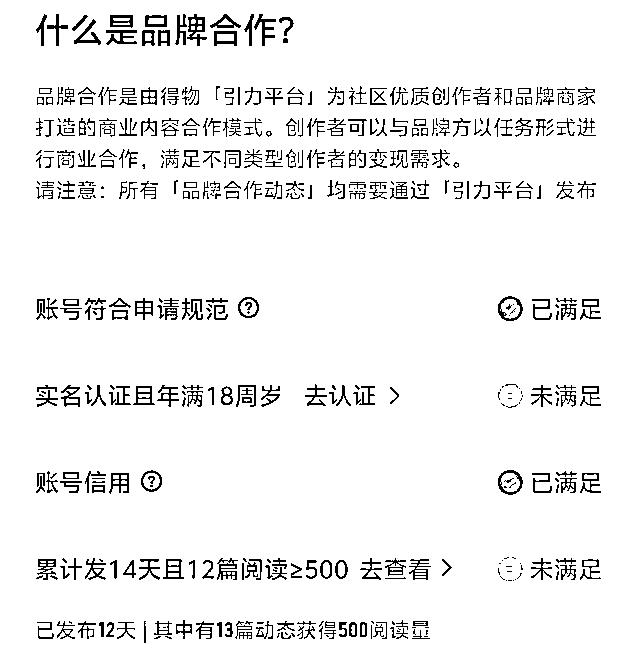 什么是品牌合作?
品牌合作是由得物「引力平台」为社区优质创作者和品牌商家
打造的商业内容合作模式。创作者可以与品牌方以任务形式进
行商业合作，满足不同类型创作者的变现需求。
请注意：所有「品牌合作动态」均需要通过「引力平台」发布
账号符合申请规范 ? 已满足
实名认证且年满18周岁 去认证 > 未满足
账号信用 ? 已满足
累计发14天且12篇阅读≥500 去查看 > 未满足
已发布12天 | 其中有13篇动态获得500阅读量